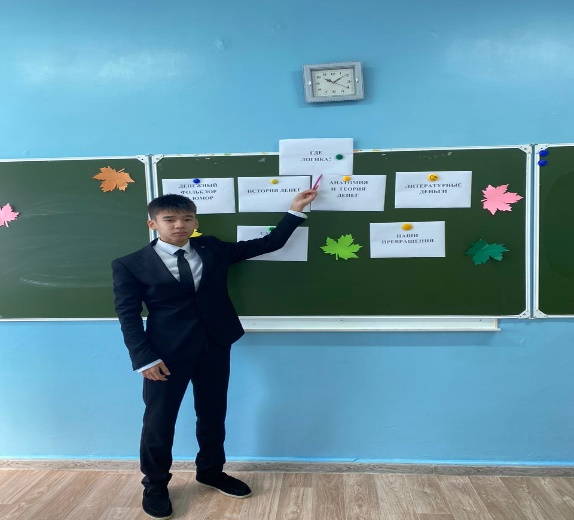 ГДЕ
ЛОГИКА?
ДЕНЕЖНЫЙ
ФОЛЬКЛОР
ЮМОР
ИСТОРИЯ ДЕНЕГ
АНАТОМИЯ
И ТЕОРИЯ
ДЕНЕГ
ЛИТЕРАТУРНЫЕ
ДЕНЬГИ
НАШИ
ПРЕВРАЩЕНИЯ